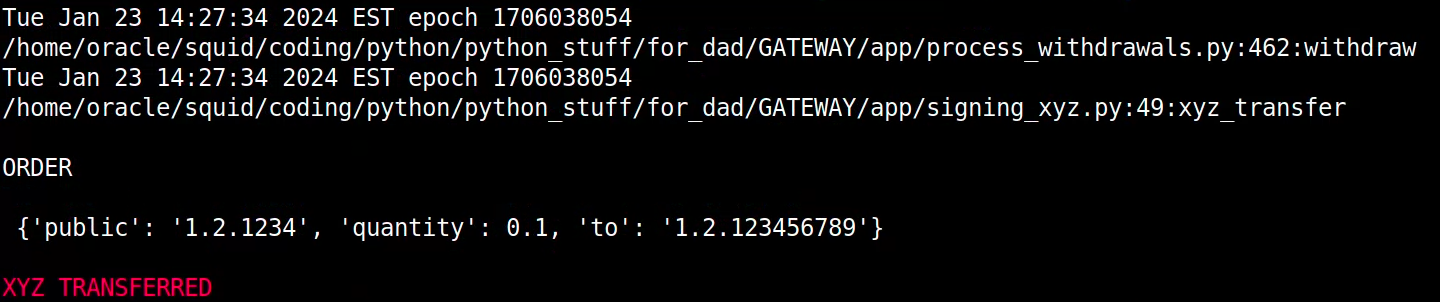 Tue Jan 23 14:27:34 2024 EST epoch 1706038054
/home/oracle/squid/coding/python/python_stuff/for_dad/GATEWAY/app/process_withdrawals.py:462:withdraw
Tue Jan 23 14:27:34 2024 EST epoch 1706038054
/home/oracle/squid/coding/python/python_stuff/for_dad/GATEWAY/app/signing_xyz.py:49:xyz_transfer
ORDER
{'public': '1.2.1234', 'quantity': 0.1, 'to': '1.2.123456789'}
XYZ TRANSFERRED